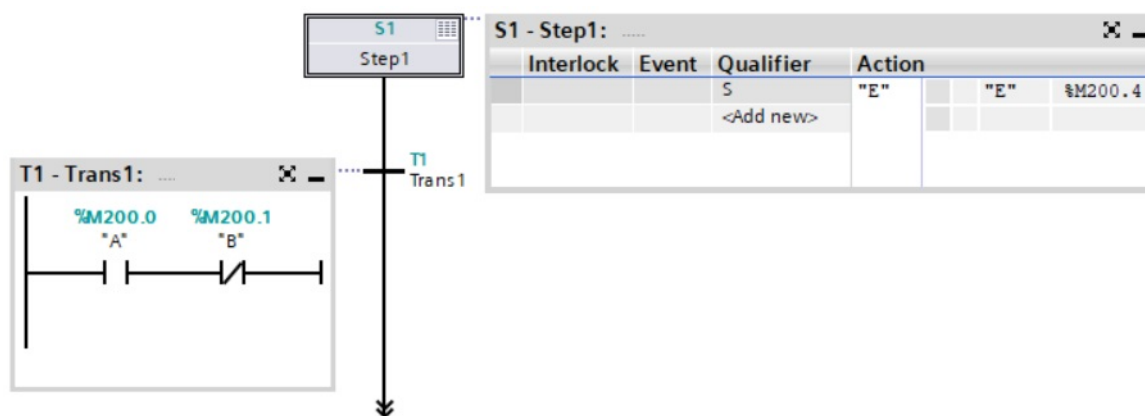 S1
Step1
S1 - Step1: .....
Interlock Event Qualifier Action
S "E" "E" %M200.4
<Add new>
T1
Trans1
T1 - Trans1: ....
%M200.0 %M200.1
"A" "B"